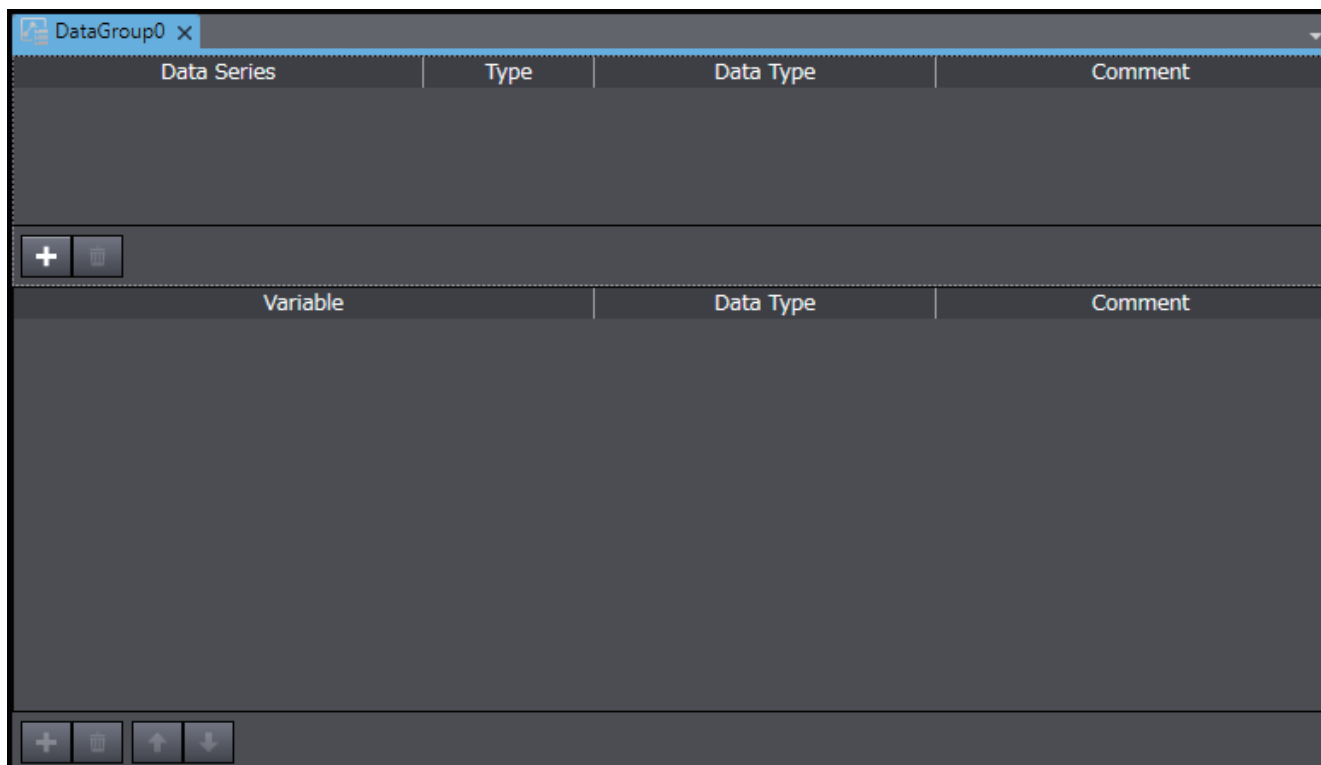 DataGroup0
Data Series Type Data Type Comment
Variable Data Type Comment